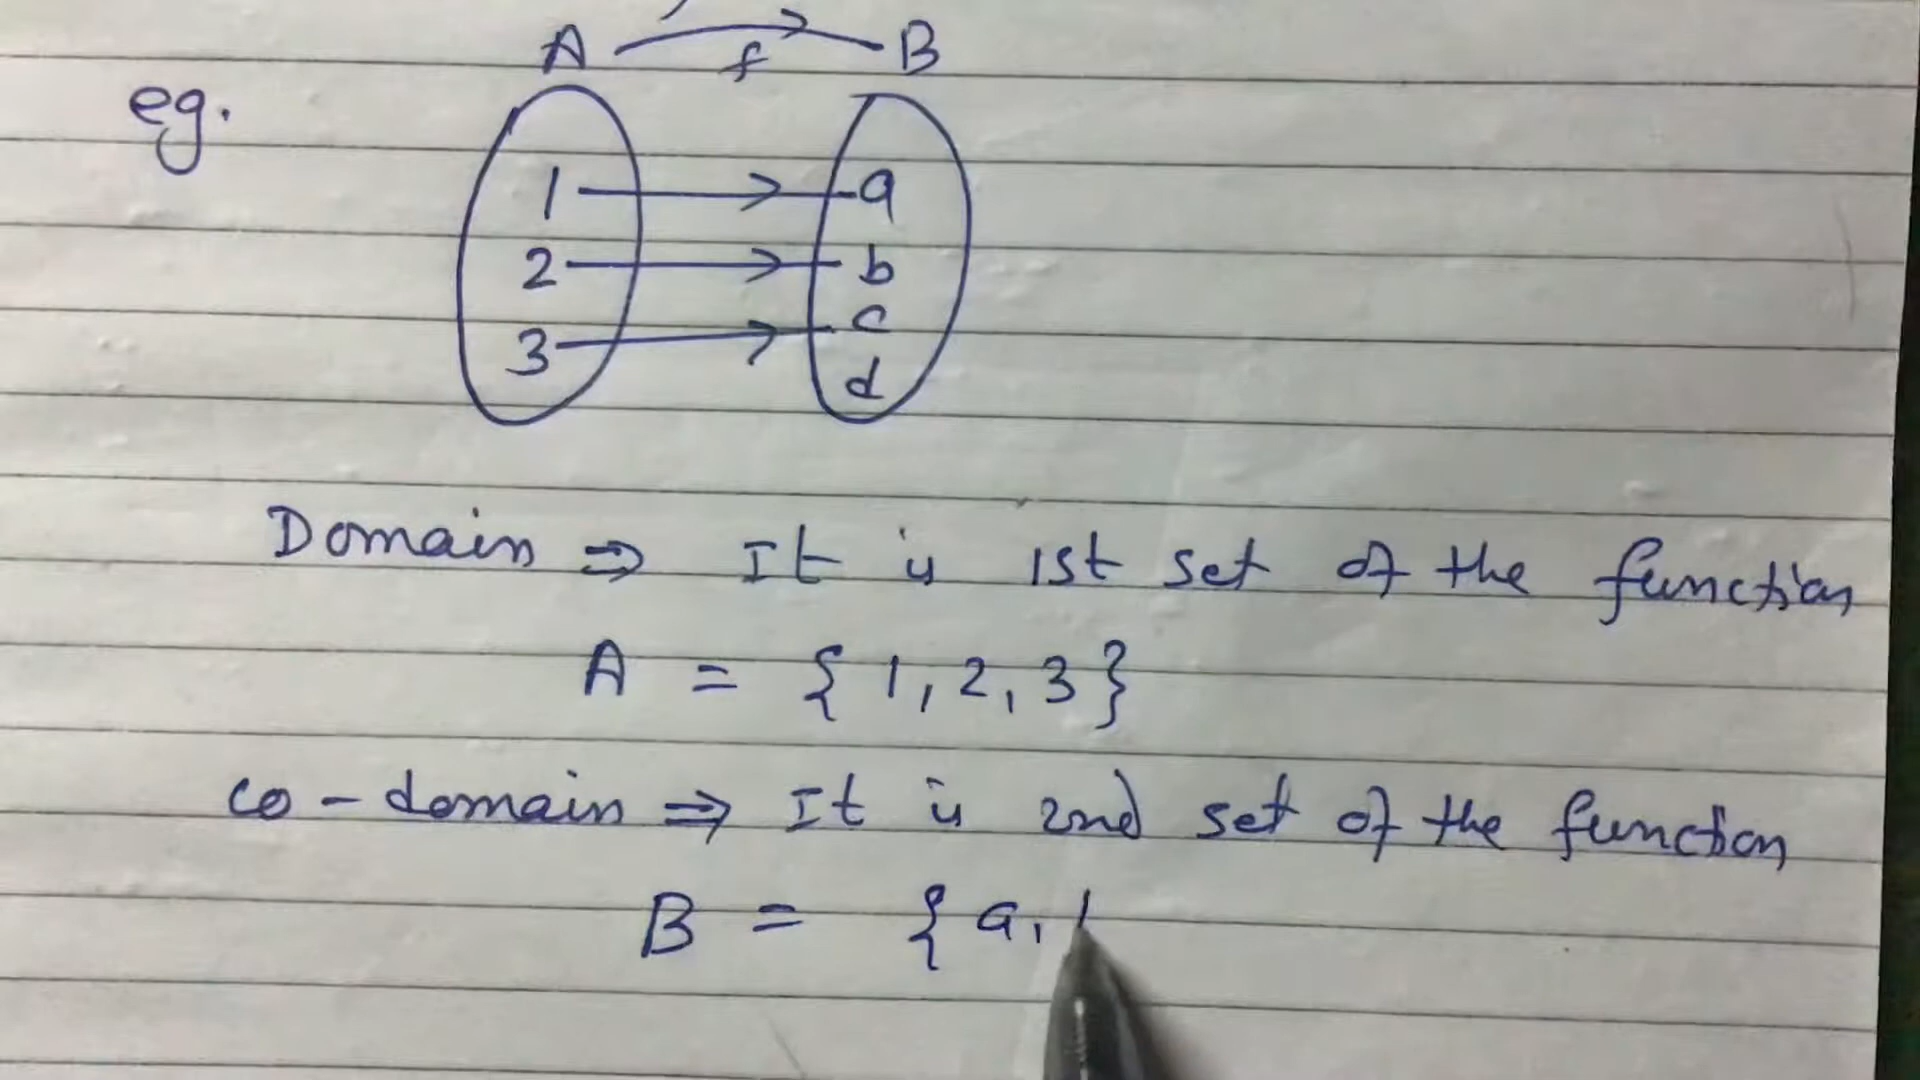 A f B
eg.
1 a
2 b
3 c
d
Domain ⇒ It is 1st set of the function
A = {1, 2, 3}
co-domain ⇒ It is 2nd set of the function
B = {a,